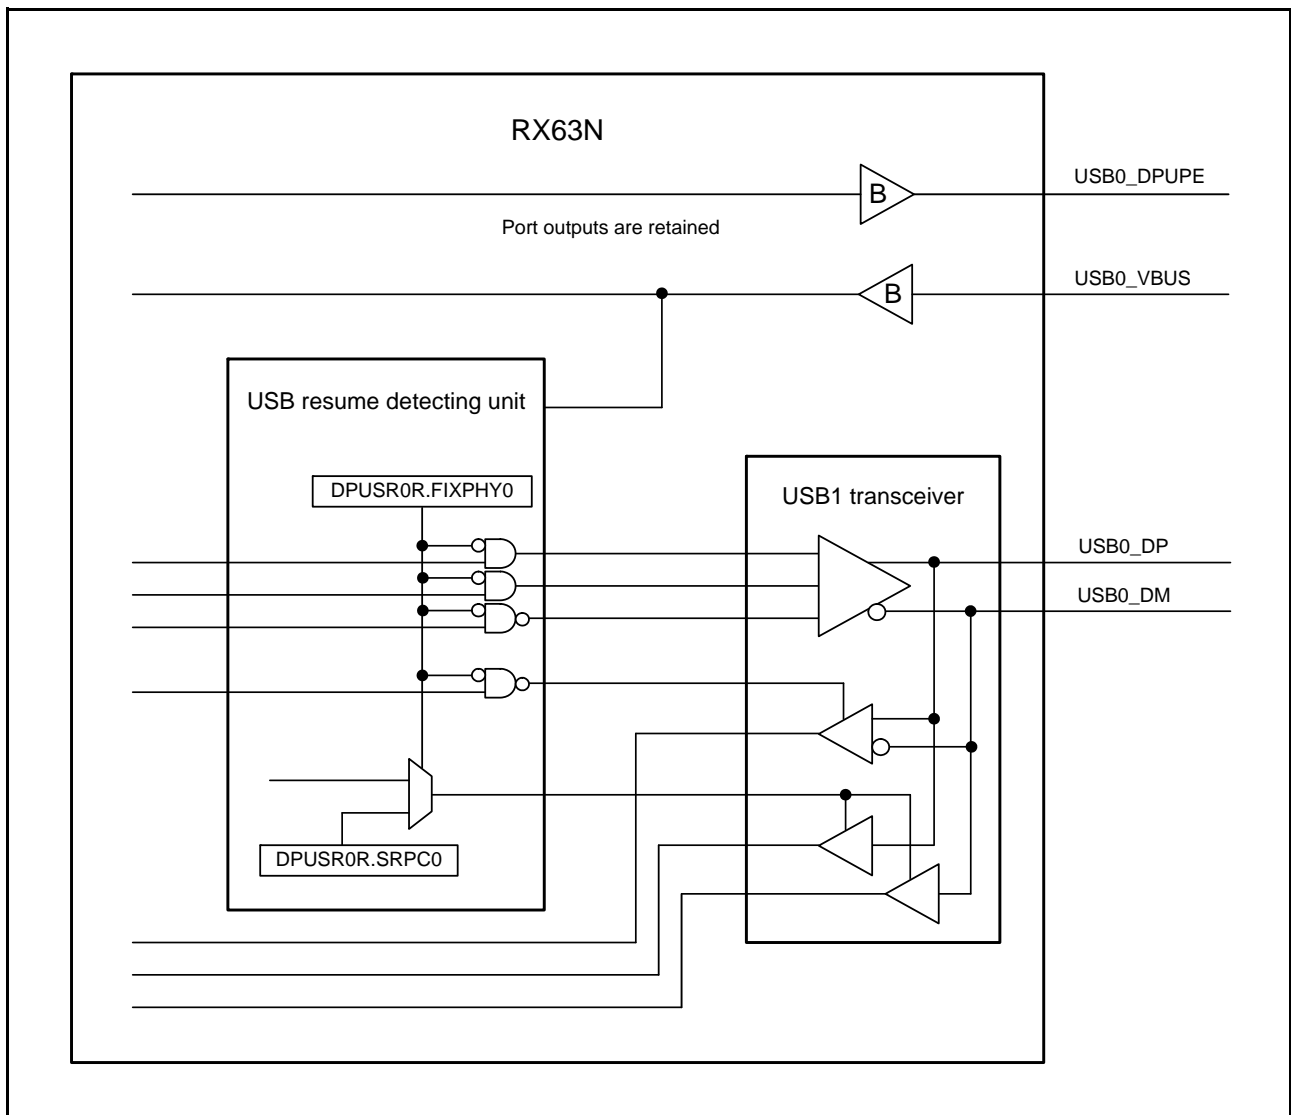 RX63N
USB0_DPUPE
B
Port outputs are retained
USB0_VBUS
B
USB resume detecting unit
DPUSR0R.FIXPHY0
USB1 transceiver
USB0_DP
USB0_DM
DPUSR0R.SRPC0